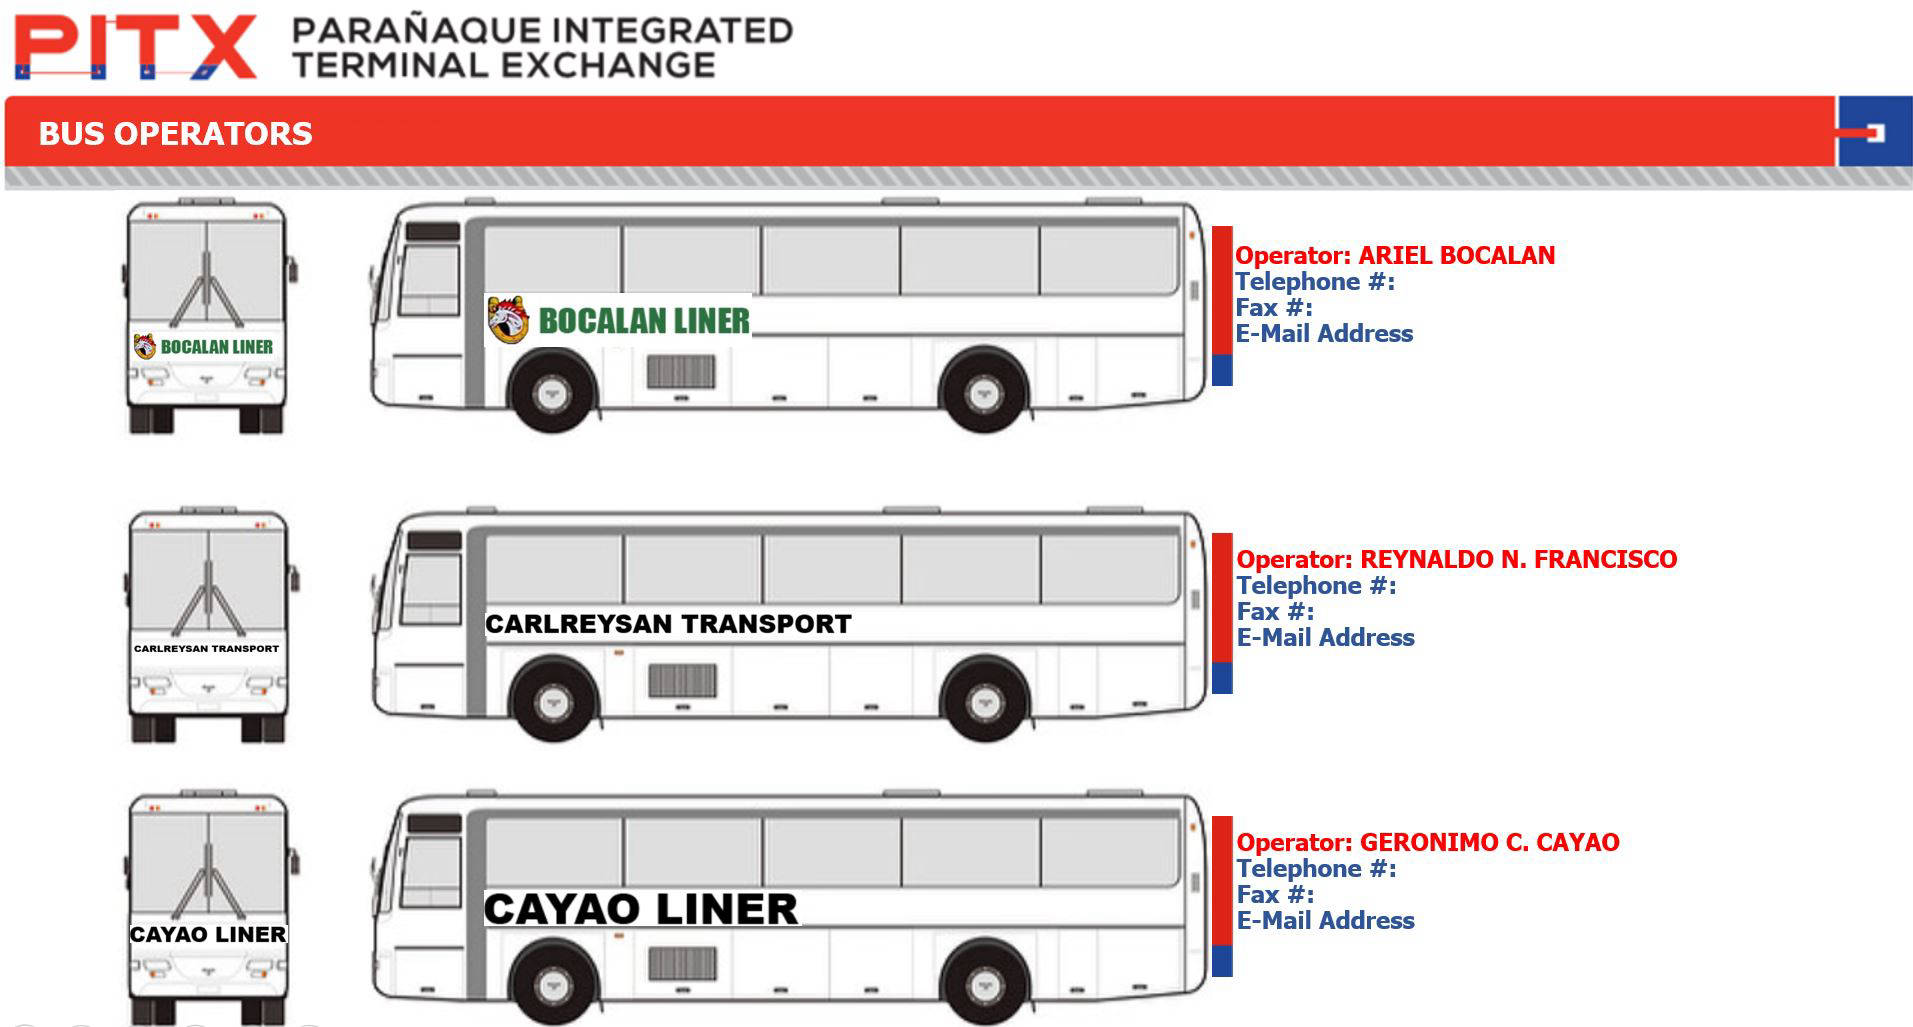 PITX
PARAÑAQUE INTEGRATED
TERMINAL EXCHANGE
BUS OPERATORS
BOCALAN LINER
BOCALAN LINER
Operator: ARIEL BOCALAN
Telephone #:
Fax #:
E-Mail Address
CARLREYSAN TRANSPORT
CARLREYSAN TRANSPORT
Operator: REYNALDO N. FRANCISCO
Telephone #:
Fax #:
E-Mail Address
CAYAO LINER
CAYAO LINER
Operator: GERONIMO C. CAYAO
Telephone #:
Fax #:
E-Mail Address